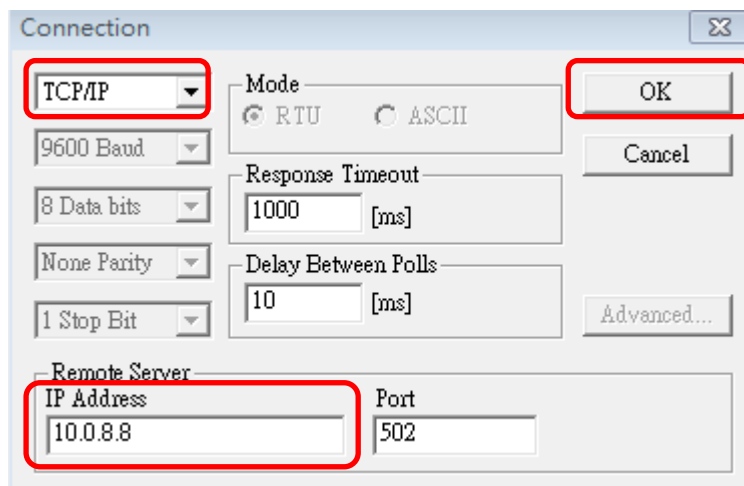 Connection
TCP/IP
9600 Baud
8 Data bits
None Parity
1 Stop Bit
Mode
RTU ASCII
Response Timeout
1000 [ms]
Delay Between Polls
10 [ms]
OK
Cancel
Advanced...
Remote Server
IP Address Port
10.0.8.8 502